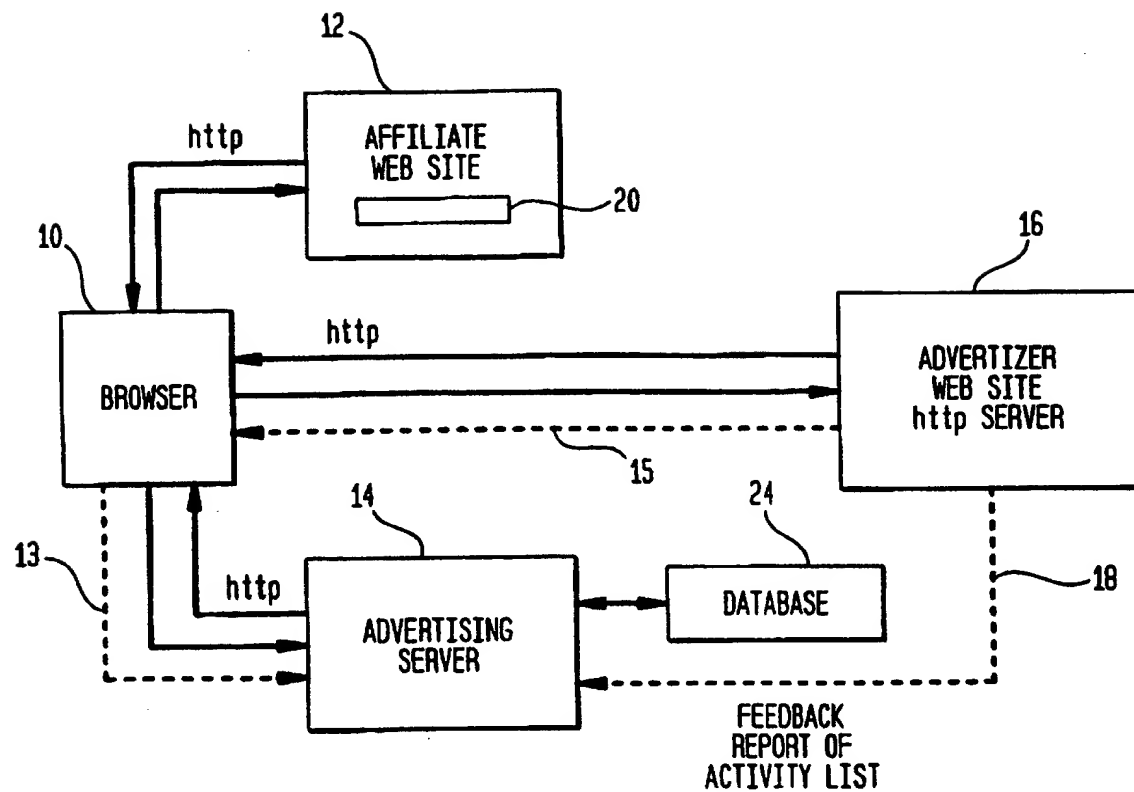 12
AFFILIATE
WEB SITE
20
http
10
16
BROWSER
http
ADVERTIZER
WEB SITE
http SERVER
15
14
24
13
http
ADVERTISING
SERVER
DATABASE
18
FEEDBACK
REPORT OF
ACTIVITY LIST